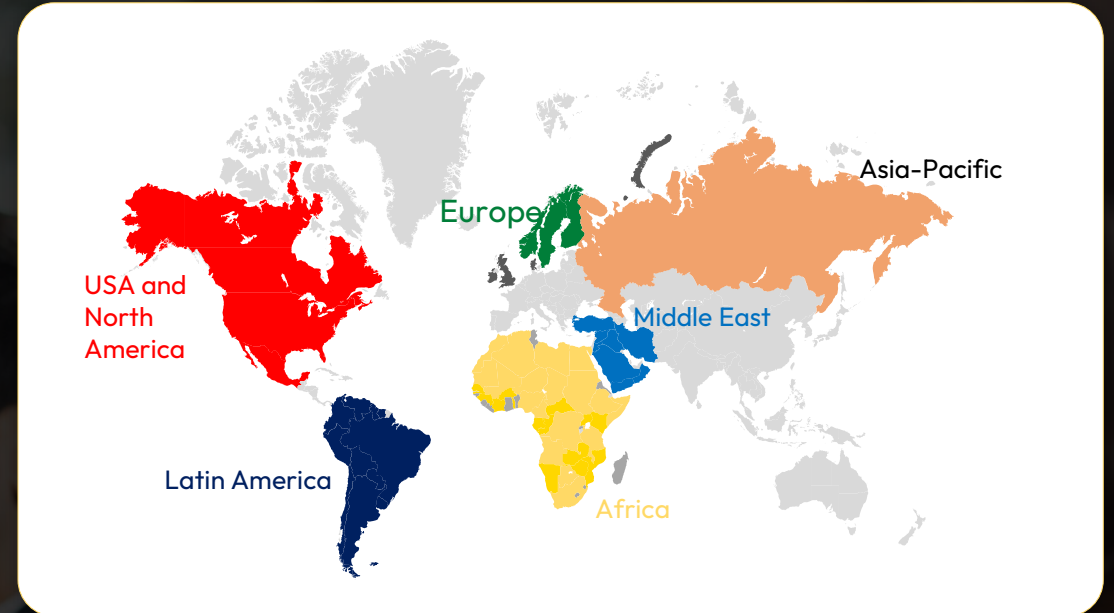 Asia-Pacific
Europe
USA and
North
America
Middle East
Latin America
Africa